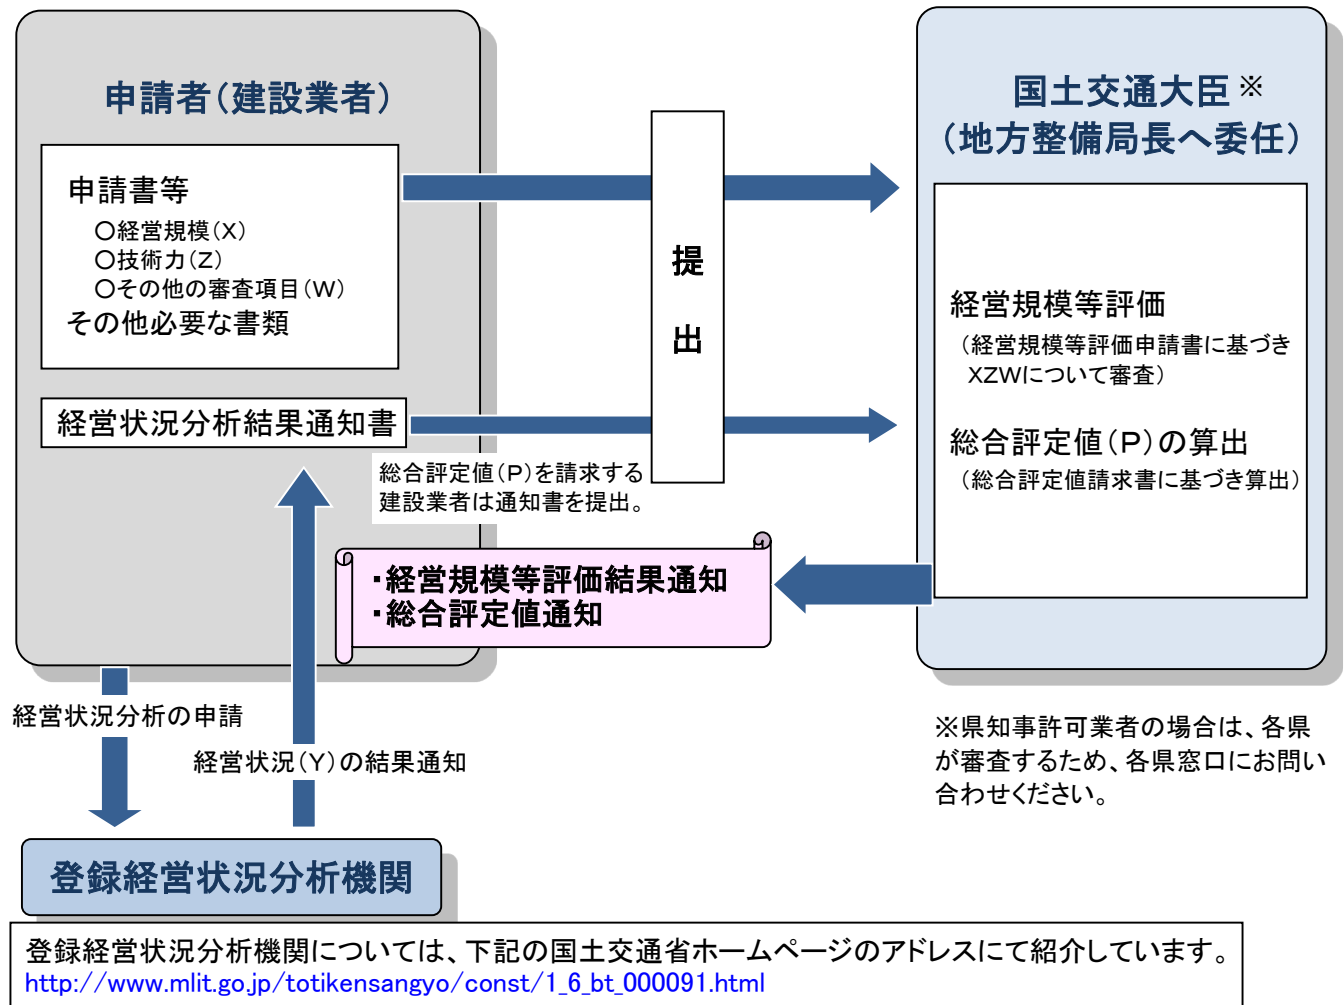 申請者(建設業者)
申請書等
○経営規模(X)
○技術力(Z)
○その他の審査項目(W)
その他必要な書類
経営状況分析結果通知書
総合評定値(P)を請求する
建設業者は通知書を提出。
提
出
国土交通大臣※
(地方整備局長へ委任)
経営規模等評価
(経営規模等評価申請書に基づき
XZWについて審査)
総合評定値(P)の算出
(総合評定値請求書に基づき算出)
・経営規模等評価結果通知
・総合評定値通知
経営状況分析の申請
経営状況(Y)の結果通知
※県知事許可業者の場合は、各県
が審査するため、各県窓口にお問い
合わせください。
登録経営状況分析機関
登録経営状況分析機関については、下記の国土交通省ホームページのアドレスにて紹介しています。
http://www.mlit.go.jp/totikensangyo/const/1_6_bt_000091.html